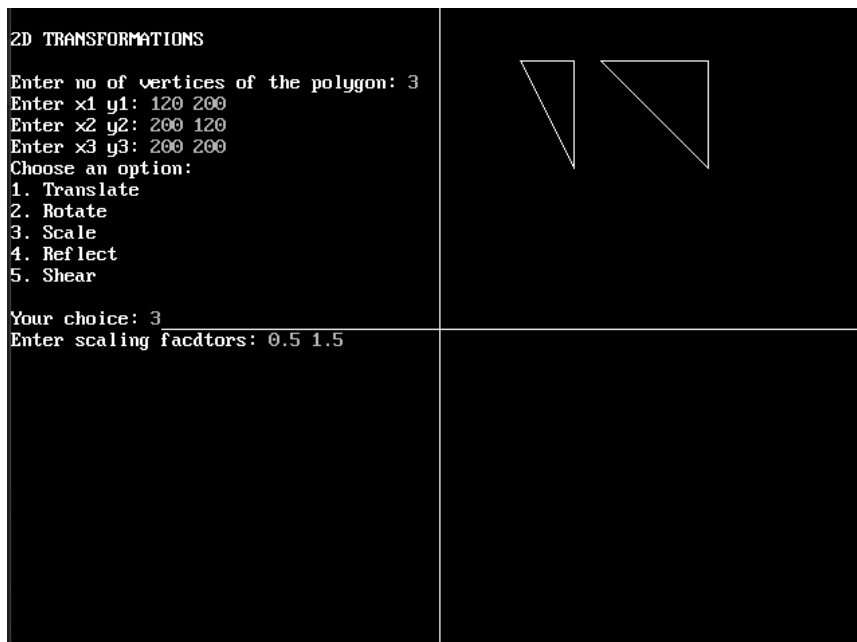 2D TRANSFORMATIONS
Enter no of vertices of the polygon: 3
Enter x1 y1: 120 200
Enter x2 y2: 200 120
Enter x3 y3: 200 200
Choose an option:
1. Translate
2. Rotate
3. Scale
4. Reflect
5. Shear
Your choice: 3
Enter scaling facdtors: 0.5 1.5